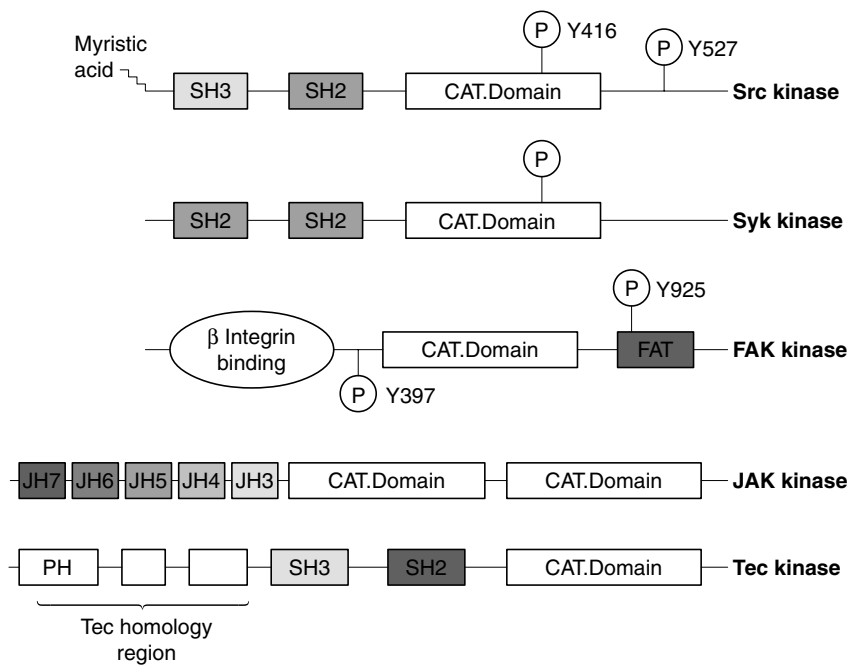 Myristic
acid
P Y416
P Y527
SH3 SH2 CAT.Domain Src kinase
P
SH2 SH2 CAT.Domain Syk kinase
P Y925
β Integrin
binding
CAT.Domain FAT FAK kinase
P Y397
JH7 JH6 JH5 JH4 JH3 CAT.Domain CAT.Domain JAK kinase
PH SH3 SH2 CAT.Domain Tec kinase
Tec homology
region